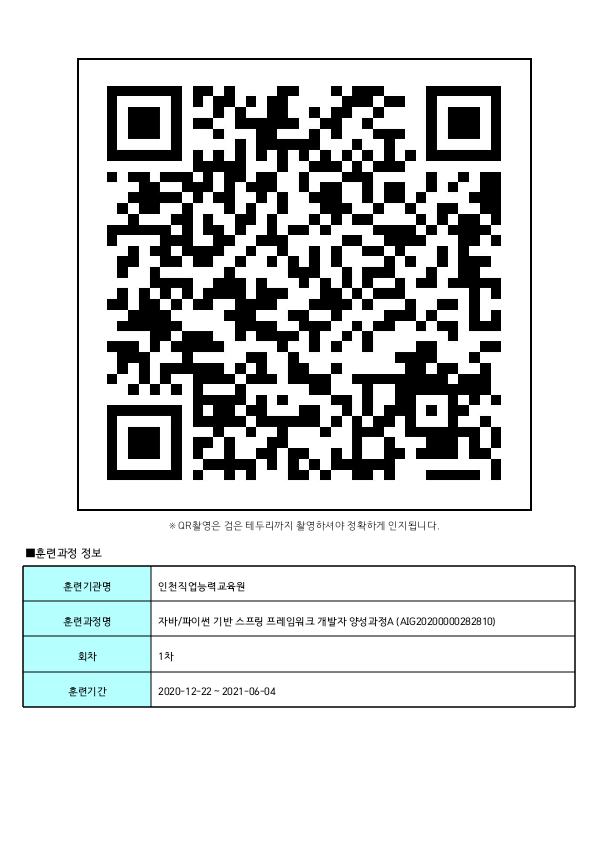 ※ QR촬영은 검은 테두리까지 촬영하셔야 정확하게 인지됩니다.
■훈련과정 정보
훈련기관명 인천직업능력교육원
훈련과정명 자바/파이썬 기반 스프링 프레임워크 개발자 양성과정A (AIG20200000282810)
회차 1차
훈련기간 2020-12-22 ~ 2021-06-04